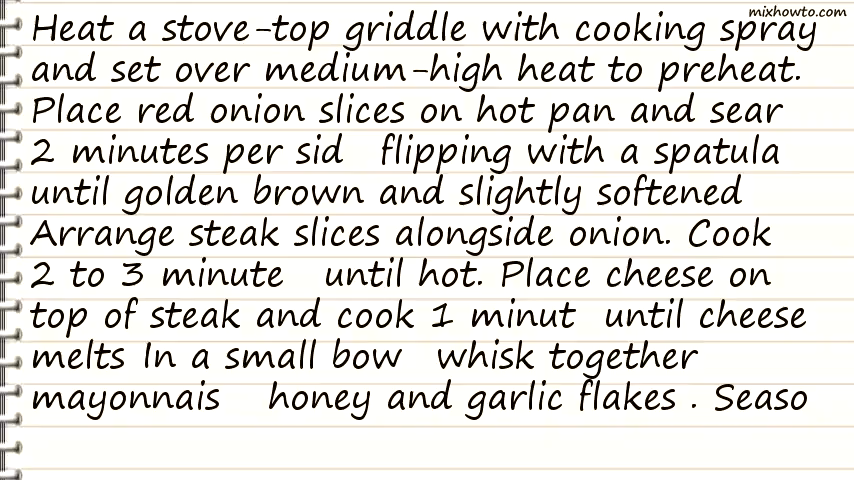 mixhowto.com
Heat a stove-top griddle with cooking spray
and set over medium-high heat to preheat.
Place red onion slices on hot pan and sear
2 minutes per sid flipping with a spatula
until golden brown and slightly softened
Arrange steak slices alongside onion. Cook
2 to 3 minute until hot. Place cheese on
top of steak and cook 1 minut until cheese
melts In a small bow whisk together
mayonnais honey and garlic flakes . Seaso